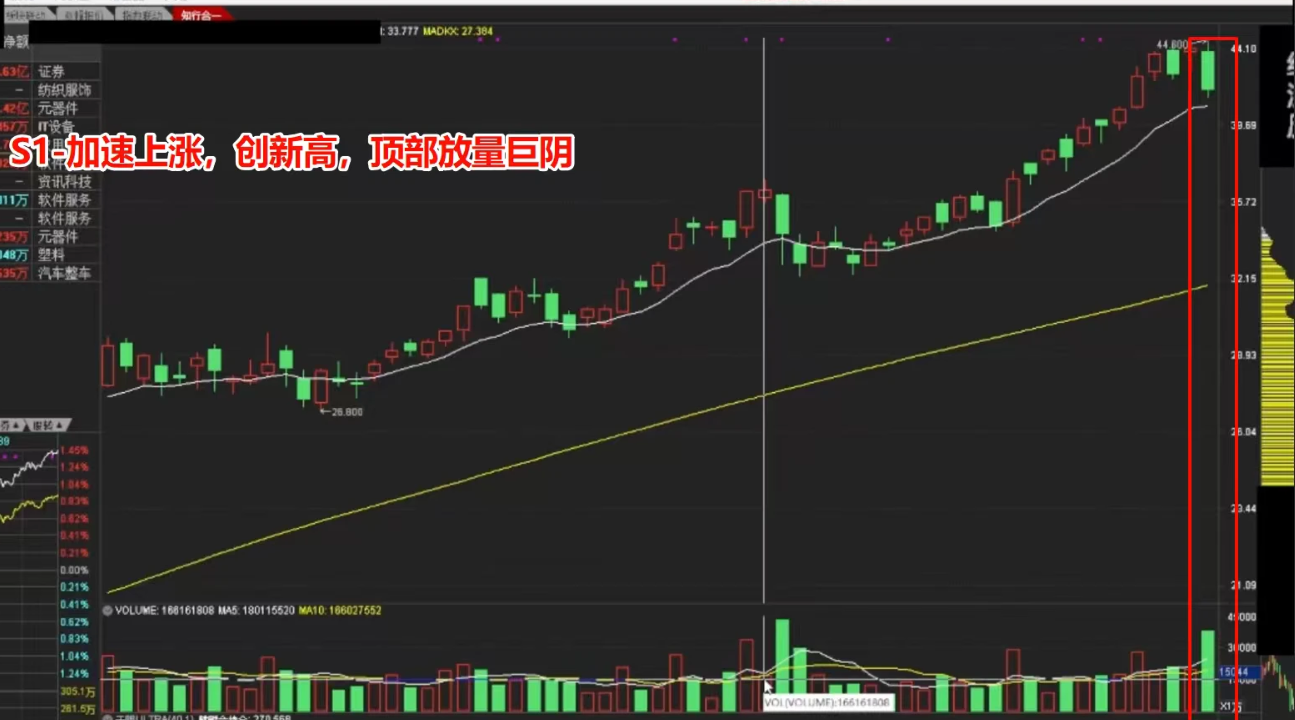 知行合一
: 33.777 MADKX: 27.384
净额
.63亿 证券
– 纺织服饰
.42亿 元器件
357万 IT设备
S1-加速上涨，创新高，顶部放量巨阴
– 资讯科技
811万 软件服务
– 软件服务
235万 元器件
348万 塑料
535万 汽车整车
44.800
44.10
39.69
35.72
32.15
28.93
26.800
26.04
23.44
21.09
1.45%
1.24%
1.04%
0.83%
0.62%
0.41%
0.21%
0.00%
0.21%
0.41%
0.62%
0.83%
1.04%
1.24%
305.1万
281.5万
VOLUME: 166161808 MA5: 180115520 MA10: 166027552
45000
30000
15044
X1万
VOL(VOLUME):166161808